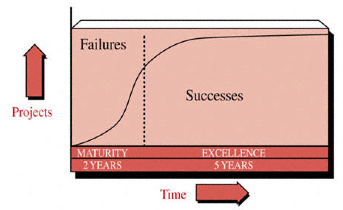 Failures
Successes
Projects
MATURITY EXCELLENCE
2 YEARS 5 YEARS
Time